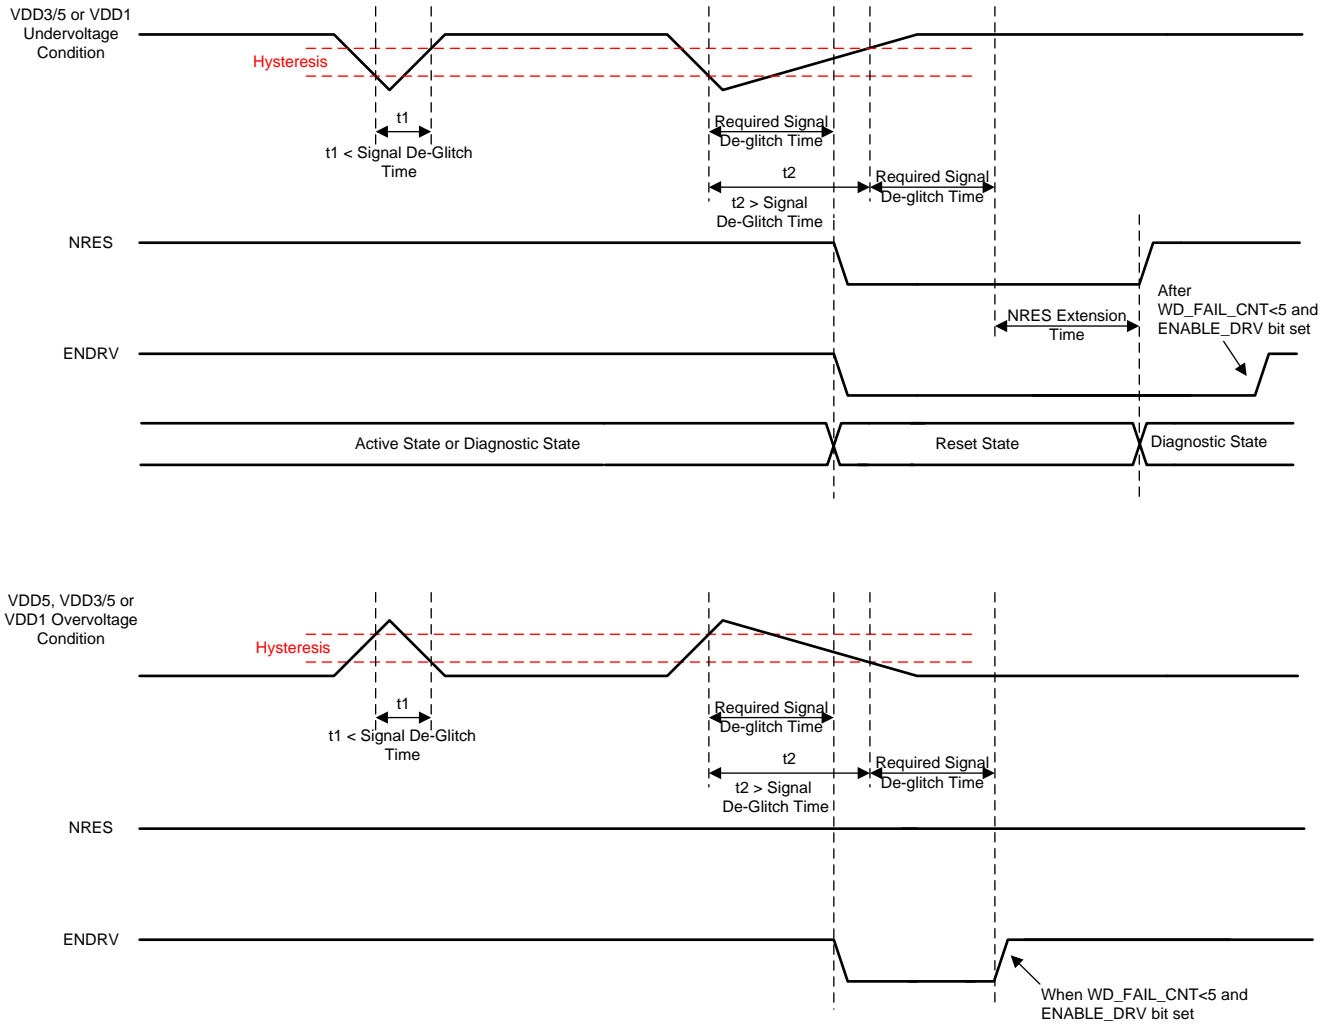 VDD3/5 or VDD1
Undervoltage
Condition
Hysteresis
t1
t1 < Signal De-Glitch
Time
Required Signal
De-glitch Time
t2
t2 > Signal
De-Glitch Time
Required Signal
De-glitch Time
NRES
NRES Extension
Time
After
WD_FAIL_CNT<5 and
ENABLE_DRV bit set
ENDRV
Active State or Diagnostic State
Reset State
Diagnostic State
VDD5, VDD3/5 or
VDD1 Overvoltage
Condition
Hysteresis
t1
t1 < Signal De-Glitch
Time
Required Signal
De-glitch Time
t2
t2 > Signal
De-Glitch Time
Required Signal
De-glitch Time
NRES
ENDRV
When WD_FAIL_CNT<5 and
ENABLE_DRV bit set